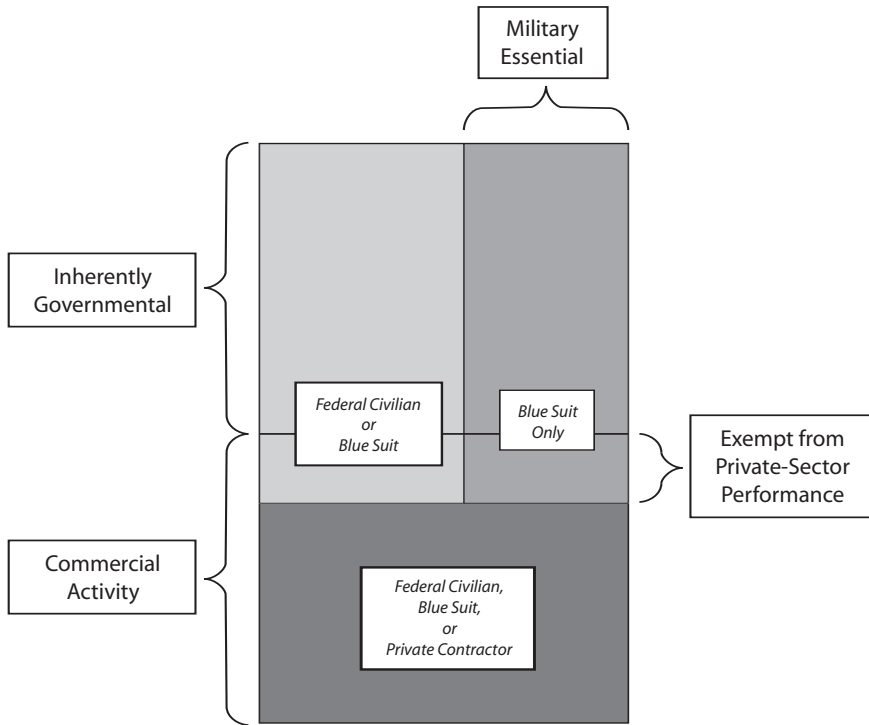 Military
Essential
Inherently
Governmental
Federal Civilian
or
Blue Suit
Blue Suit
Only
Exempt from
Private-Sector
Performance
Commercial
Activity
Federal Civilian,
Blue Suit,
or
Private Contractor